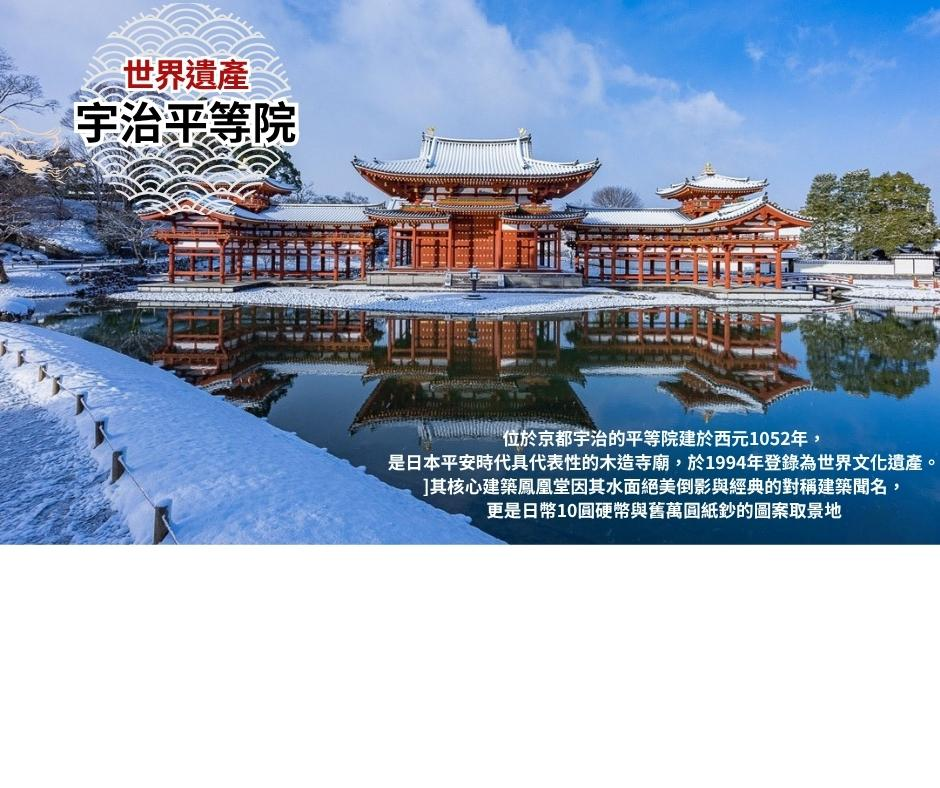 世界遺產
宇治平等院
位於京都宇治的平等院建於西元1052年，
是日本平安時代具代表性的木造寺廟，於1994年登錄為世界文化遺產。
]其核心建築鳳凰堂因其水面絕美倒影與經典的對稱建築聞名，
更是日幣10圓硬幣與舊萬圓紙鈔的圖案取景地